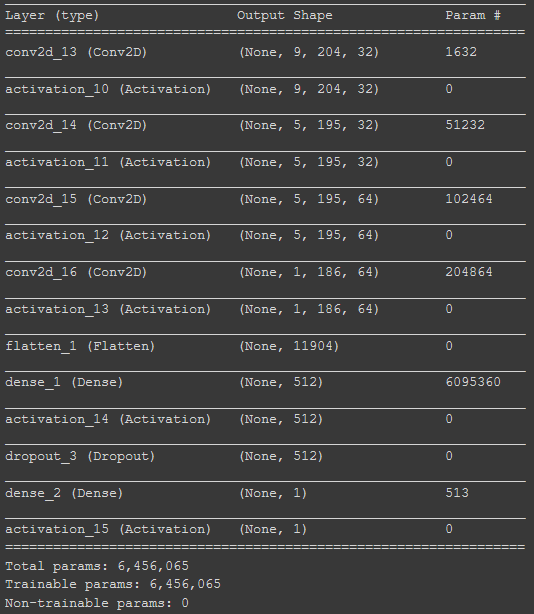 Layer (type) Output Shape Param #
conv2d_13 (Conv2D) (None, 9, 204, 32) 1632
activation_10 (Activation) (None, 9, 204, 32) 0
conv2d_14 (Conv2D) (None, 5, 195, 32) 51232
activation_11 (Activation) (None, 5, 195, 32) 0
conv2d_15 (Conv2D) (None, 5, 195, 64) 102464
activation_12 (Activation) (None, 5, 195, 64) 0
conv2d_16 (Conv2D) (None, 1, 186, 64) 204864
activation_13 (Activation) (None, 1, 186, 64) 0
flatten_1 (Flatten) (None, 11904) 0
dense_1 (Dense) (None, 512) 6095360
activation_14 (Activation) (None, 512) 0
dropout_3 (Dropout) (None, 512) 0
dense_2 (Dense) (None, 1) 513
activation_15 (Activation) (None, 1) 0
Total params: 6,456,065
Trainable params: 6,456,065
Non-trainable params: 0